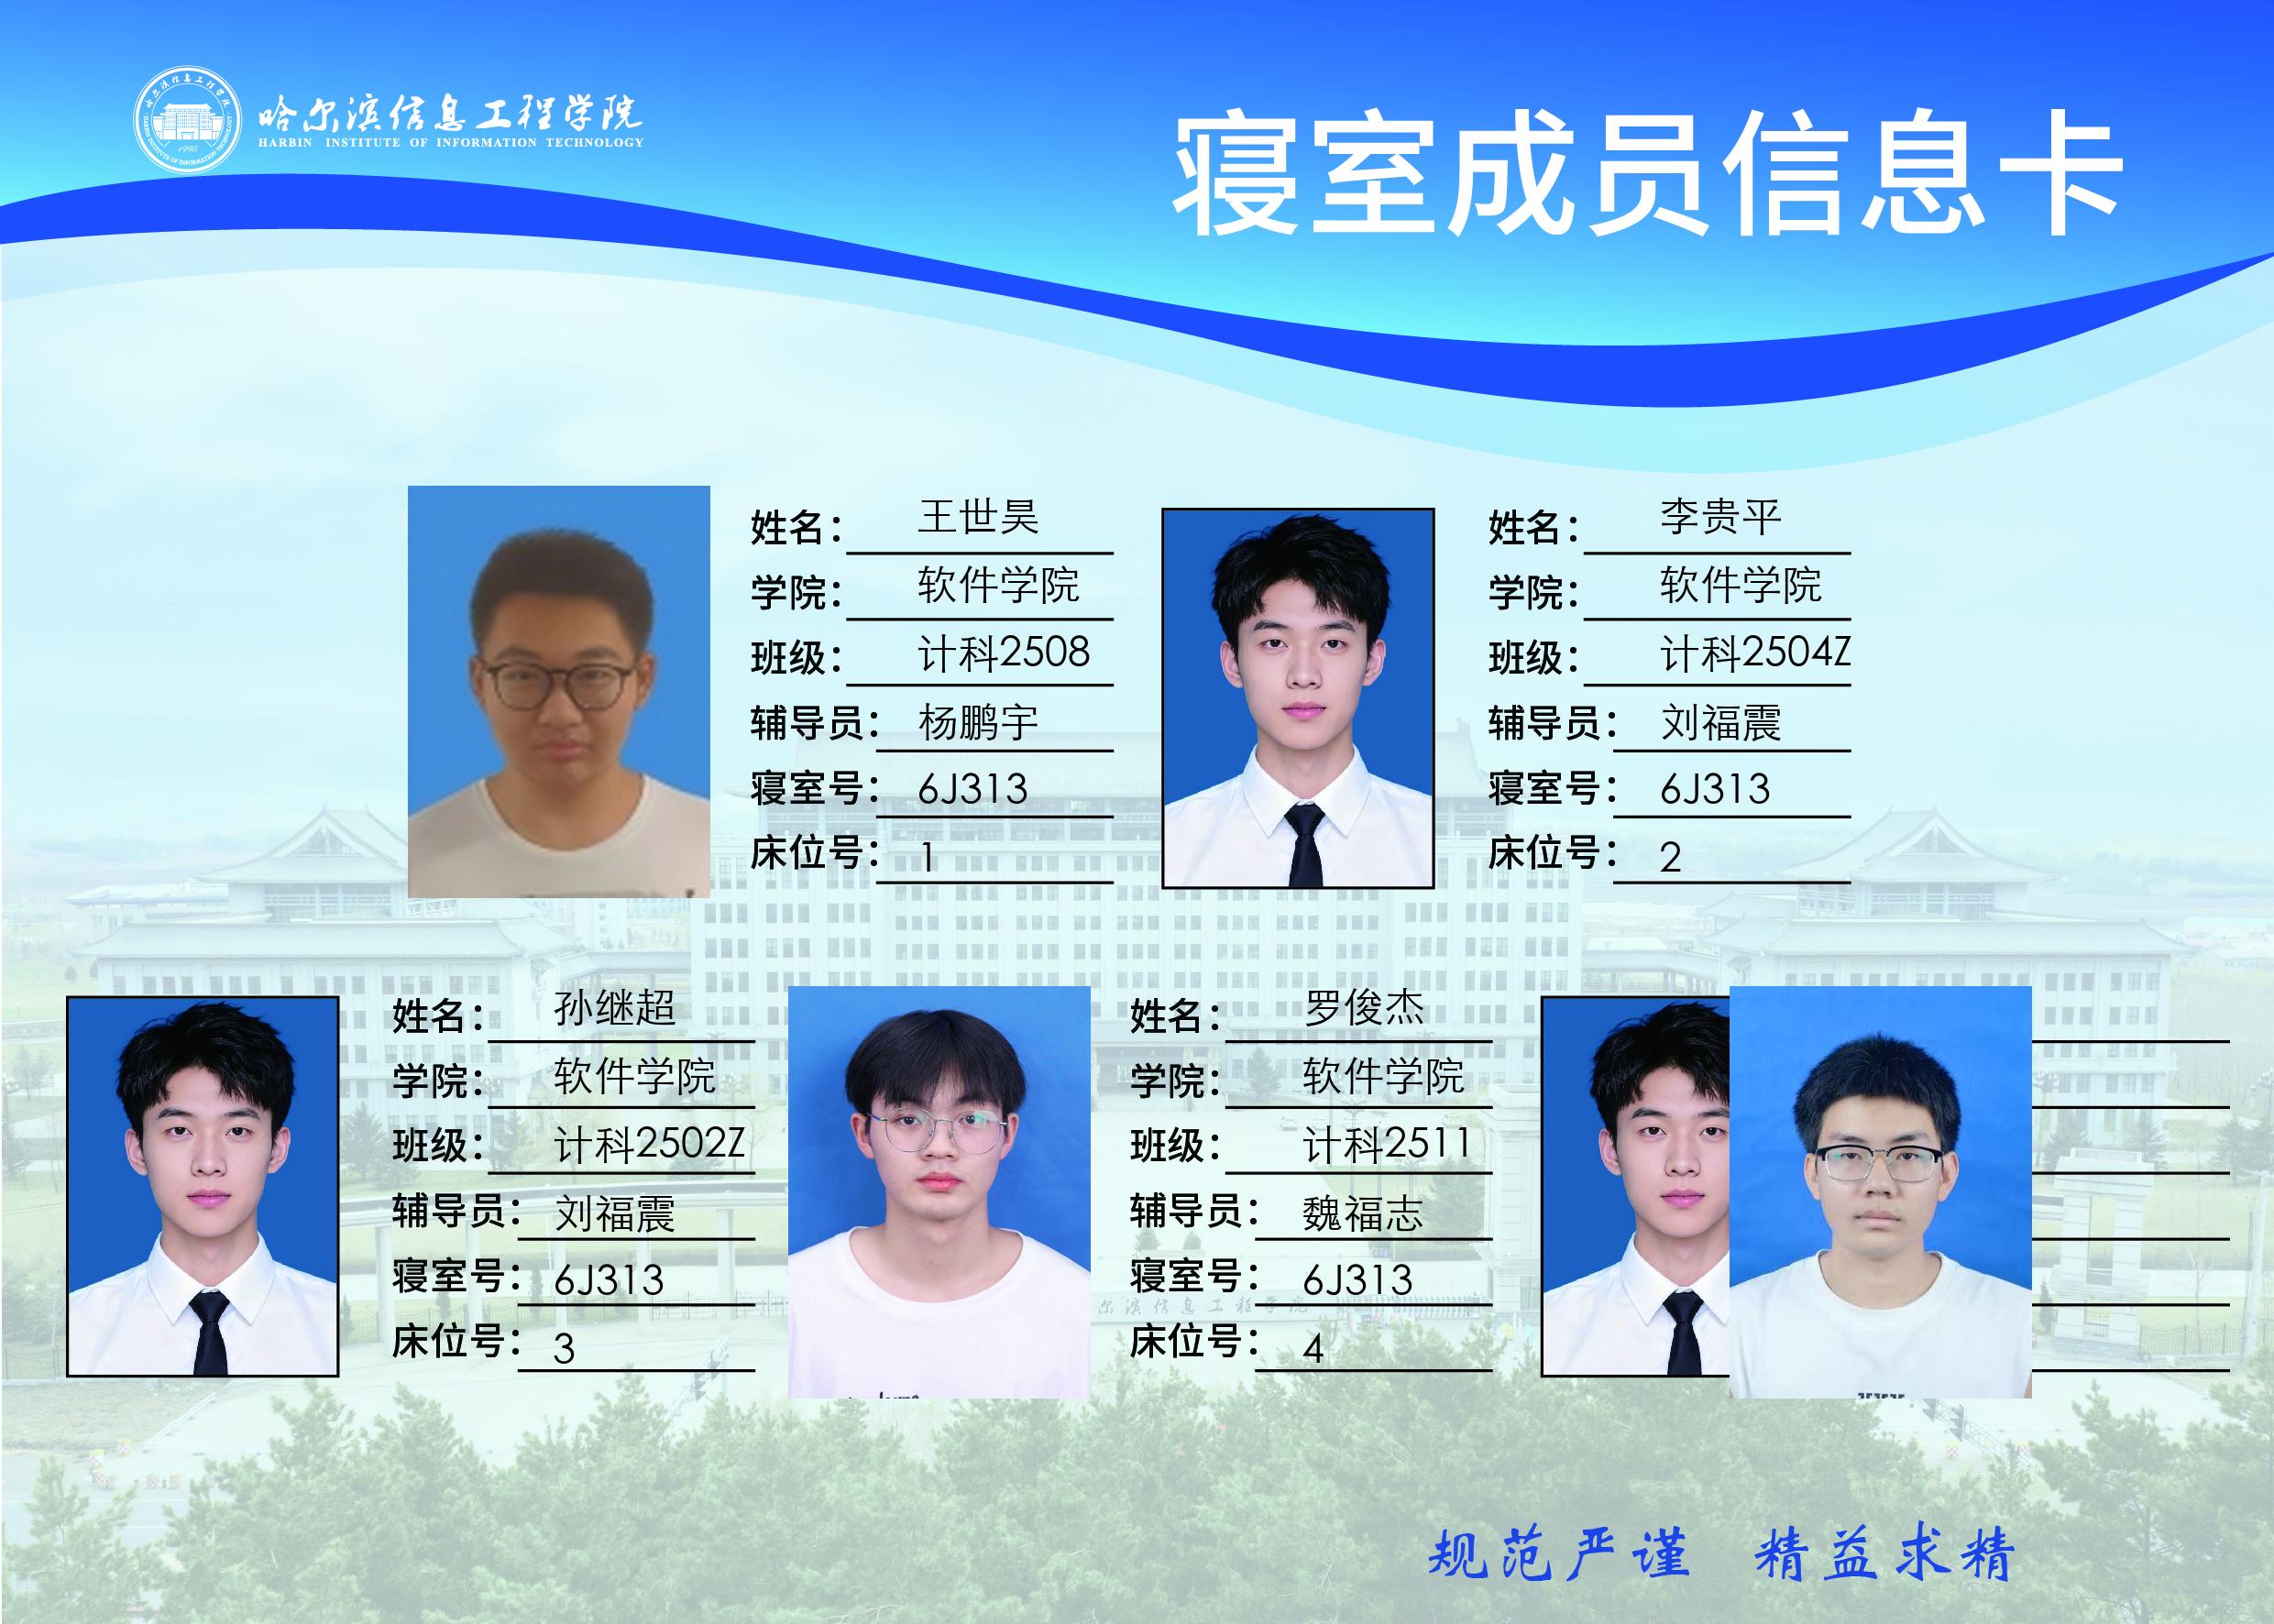 哈尔滨信息工程学院
HARBIN INSTITUTE OF INFORMATION TECHNOLOGY
1995
寝室成员信息卡
姓名：王世昊
学院：软件学院
班级：计科2508
辅导员：杨鹏宇
寝室号：6J313
床位号：1
姓名：李贵平
学院：软件学院
班级：计科2504Z
辅导员：刘福震
寝室号：6J313
床位号：2
姓名：孙继超
学院：软件学院
班级：计科2502Z
辅导员：刘福震
寝室号：6J313
床位号：3
姓名：罗俊杰
学院：软件学院
班级：计科2511
辅导员：魏福志
寝室号：6J313
床位号：4
规范严谨 精益求精